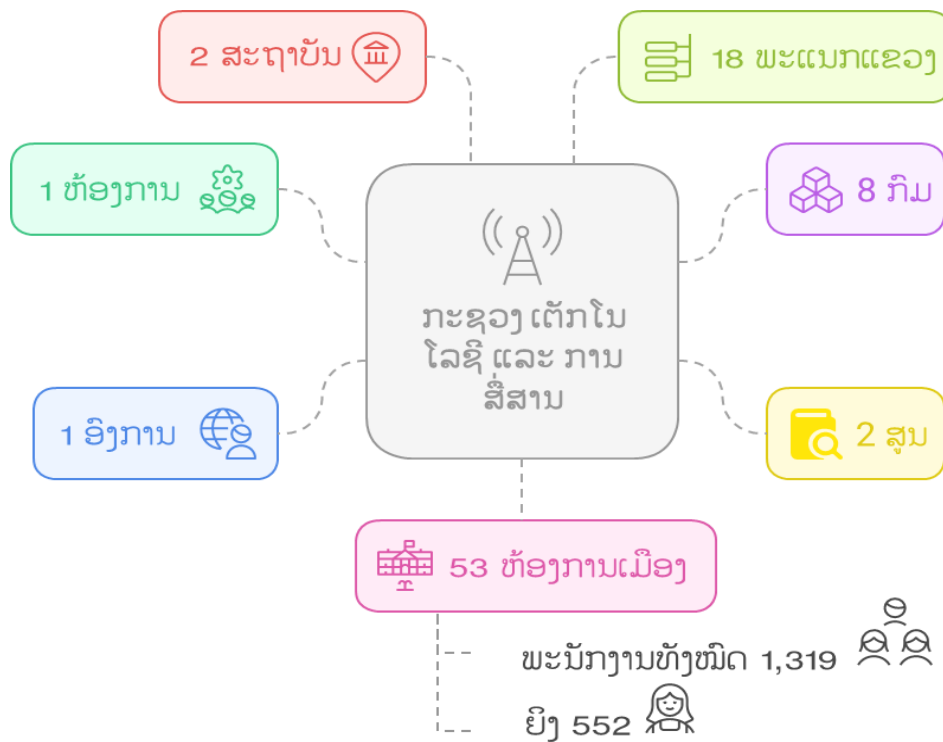 2 ສະຖາບັນ
18 ພະແນກແຂວງ
1 ຫ້ອງການ
8 ກົມ
ກະຊວງ ເຕັກໂນ
ໂລຊີ ແລະ ການ
ສື່ສານ
1 ອົງການ
2 ສູນ
53 ຫ້ອງການເມືອງ
ພະນັກງານທັງໝົດ 1,319
ຍິງ 552